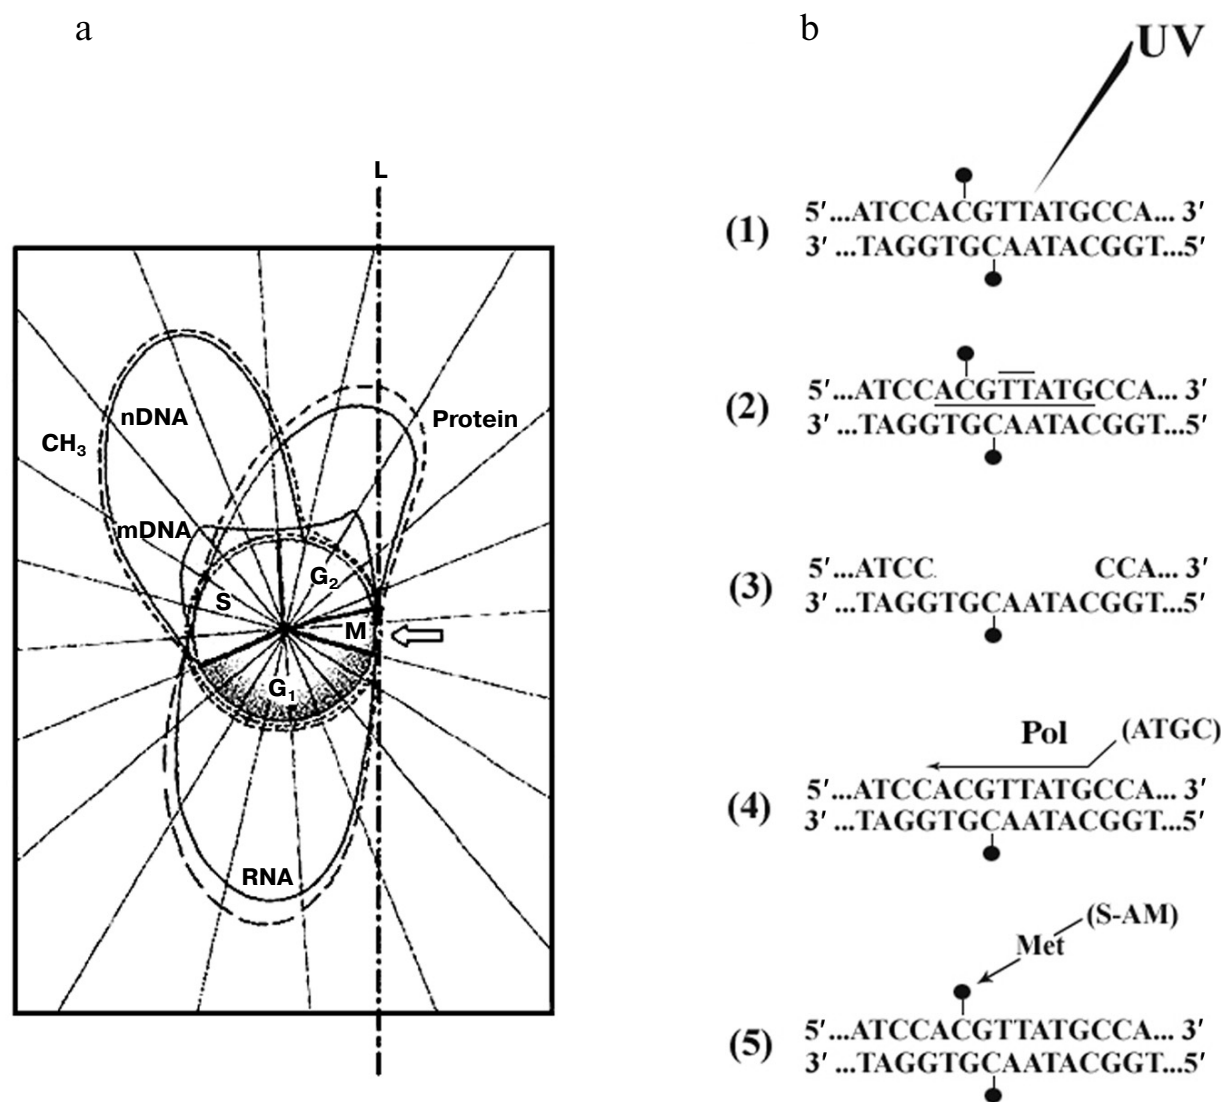 a
L
nDNA
CH₃
Protein
mDNA
G₂
S
M
G₁
RNA
b
UV
(1)
5′...ATCCACGTTATGCCA... 3′
3′ ...TAGGTGCAATACGGT...5′
(2)
5′...ATCCACGTTATGCCA... 3′
3′ ...TAGGTGCAATACGGT...5′
(3)
5′...ATCC. CCA... 3′
3′ ...TAGGTGCAATACGGT...5′
Pol (ATGC)
(4)
5′...ATCCACGTTATGCCA... 3′
3′ ...TAGGTGCAATACGGT...5′
(S-AM)
Met
(5)
5′...ATCCACGTTATGCCA... 3′
3′ ...TAGGTGCAATACGGT...5′